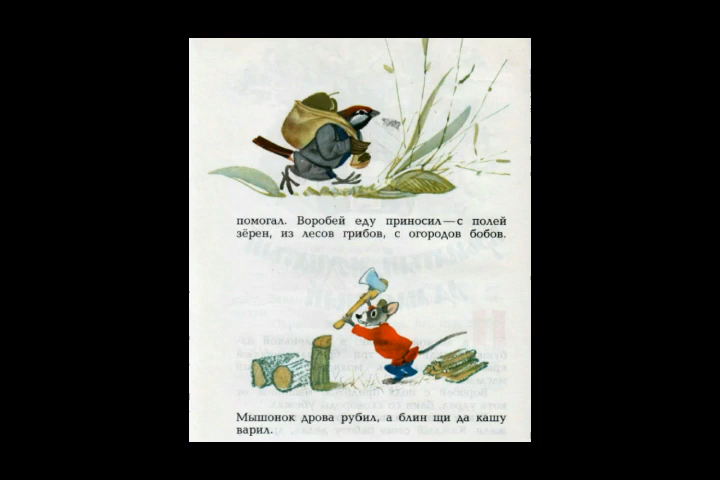 помогал. Воробей еду приносил — с полей
зёрен, из лесов грибов, с огородов бобов.
Мышонок дрова рубил, а блин щи да кашу
варил.